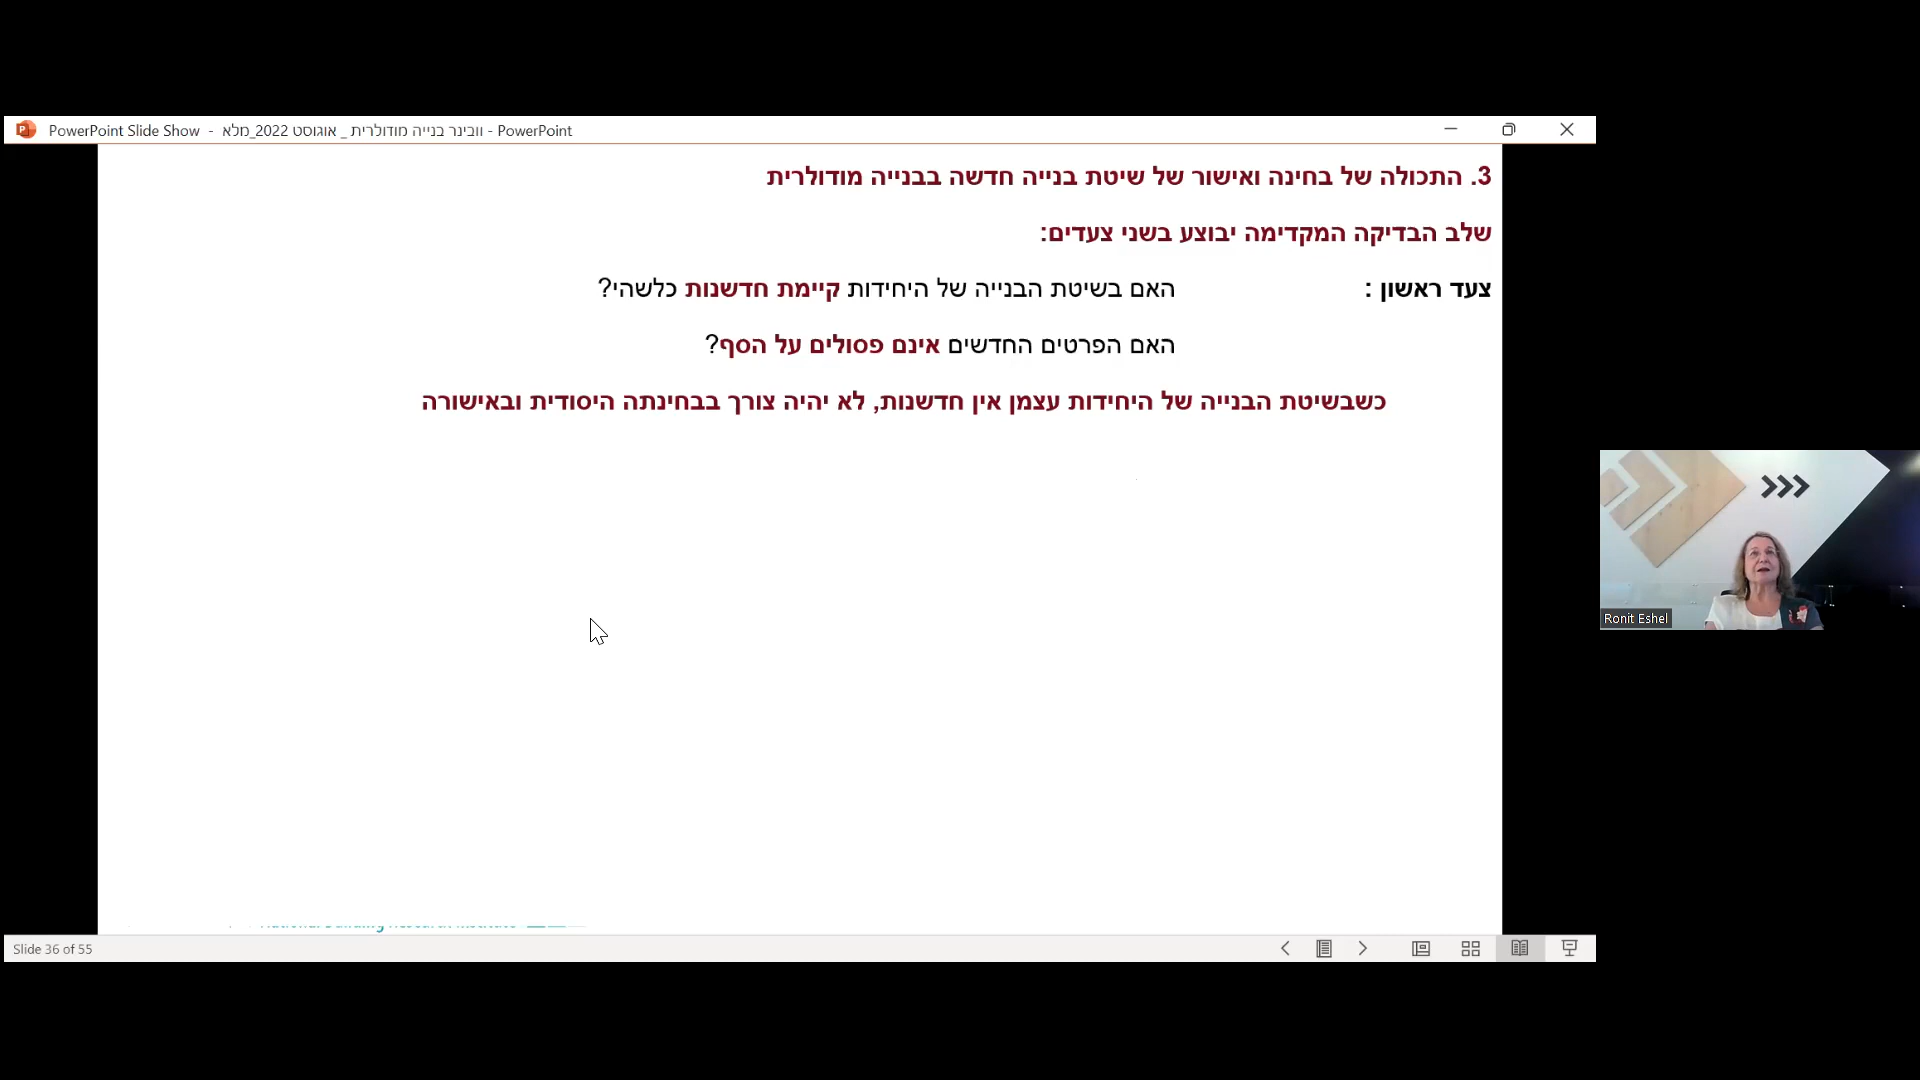 PowerPoint Slide Show - וובינר בנייה מודולרית _ אוגוסט 2022_מלא - PowerPoint
3. התכולה של בחינה ואישור של שיטת בנייה חדשה בבנייה מודולרית
שלב הבדיקה המקדימה יבוצע בשני צעדים:
צעד ראשון : האם בשיטת הבנייה של היחידות קיימת חדשנות כלשהי?
האם הפרטים החדשים אינם פסולים על הסף?
כשבשיטת הבנייה של היחידות עצמן אין חדשנות, לא יהיה צורך בבחינתה היסודית ובאישורה
Ronit Eshel
Slide 36 of 55